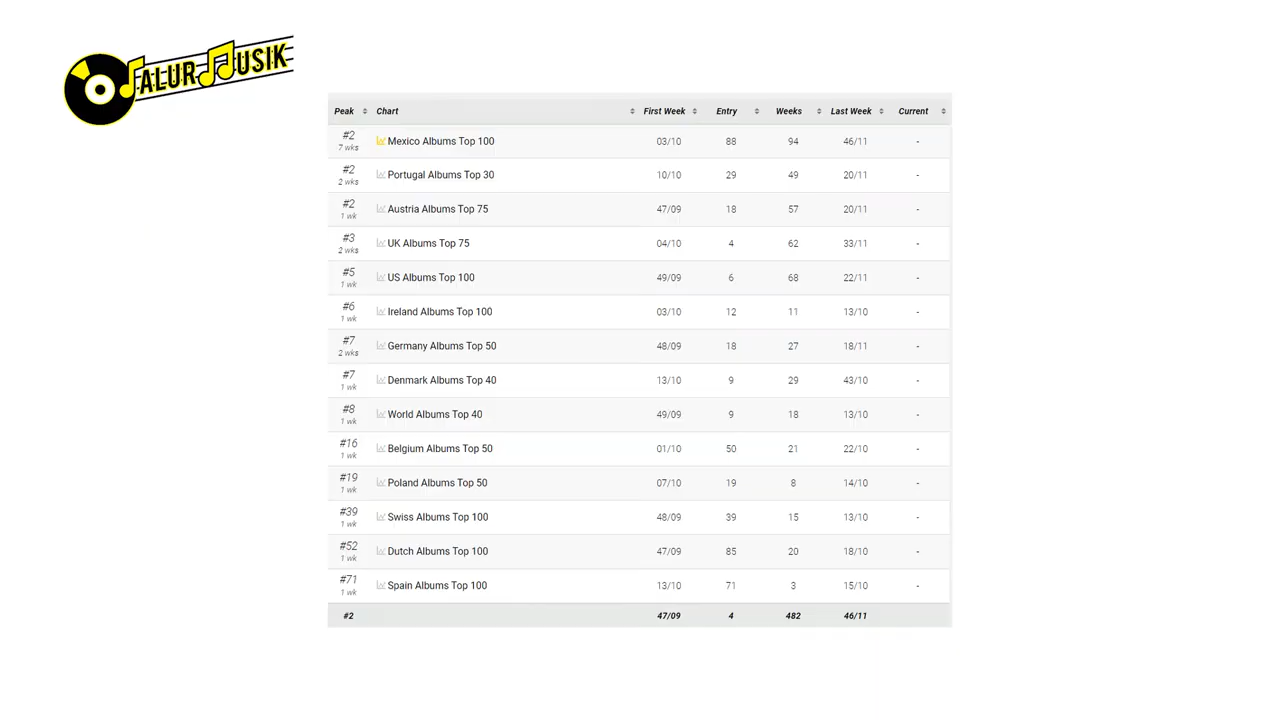 ALUR MUSIK
Peak Chart First Week Entry Weeks Last Week Current
#2 Mexico Albums Top 100 03/10 88 94 46/11 -
7 wks
#2 Portugal Albums Top 30 10/10 29 49 20/11 -
2 wks
#2 Austria Albums Top 75 47/09 18 57 20/11 -
1 wk
#3 UK Albums Top 75 04/10 4 62 33/11 -
2 wks
#5 US Albums Top 100 49/09 6 68 22/11 -
1 wk
#6 Ireland Albums Top 100 03/10 12 11 13/10 -
1 wk
#7 Germany Albums Top 50 48/09 18 27 18/11 -
2 wks
#7 Denmark Albums Top 40 13/10 9 29 43/10 -
1 wk
#8 World Albums Top 40 49/09 9 18 13/10 -
1 wk
#16 Belgium Albums Top 50 01/10 50 21 22/10 -
1 wk
#19 Poland Albums Top 50 07/10 19 8 14/10 -
1 wk
#39 Swiss Albums Top 100 48/09 39 15 13/10 -
1 wk
#52 Dutch Albums Top 100 47/09 85 20 18/10 -
1 wk
#71 Spain Albums Top 100 13/10 71 3 15/10 -
1 wk
#2 47/09 4 482 46/11